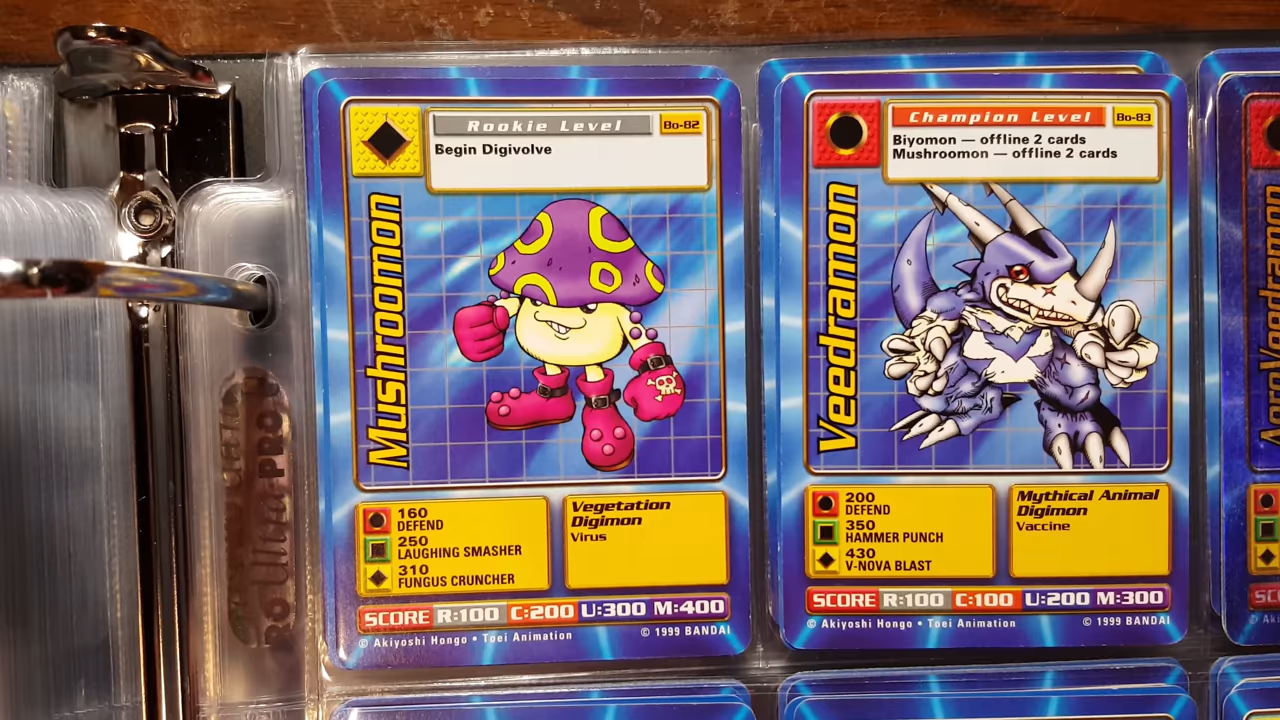 Rookie Level
Bo-82
Begin Digivolve
Mushroomon
160
DEFEND
250
LAUGHING SMASHER
310
FUNGUS CRUNCHER
Vegetation
Digimon
Virus
SCORE R:100 C:200 U:300 M:400
© Akiyoshi Hongo • Toei Animation
© 1999 BANDAI
Champion Level
Bo-83
Biyomon — offline 2 cards
Mushroomon — offline 2 cards
Veedramon
200
DEFEND
350
HAMMER PUNCH
430
V-NOVA BLAST
Mythical Animal
Digimon
Vaccine
SCORE R:100 C:100 U:200 M:300
© Akiyoshi Hongo • Toei Animation
© 1999 BANDAI
AeroVeedramon
Ultra PRO